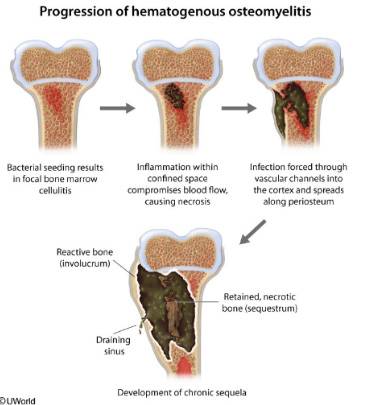 Progression of hematogenous osteomyelitis
Bacterial seeding results
in focal bone marrow
cellulitis
Inflammation within
confined space
compromises blood flow,
causing necrosis
Infection forced through
vascular channels into
the cortex and spreads
along periosteum
Reactive bone
(involucrum)
Retained, necrotic
bone (sequestrum)
Draining
sinus
Development of chronic sequela
©UWorld